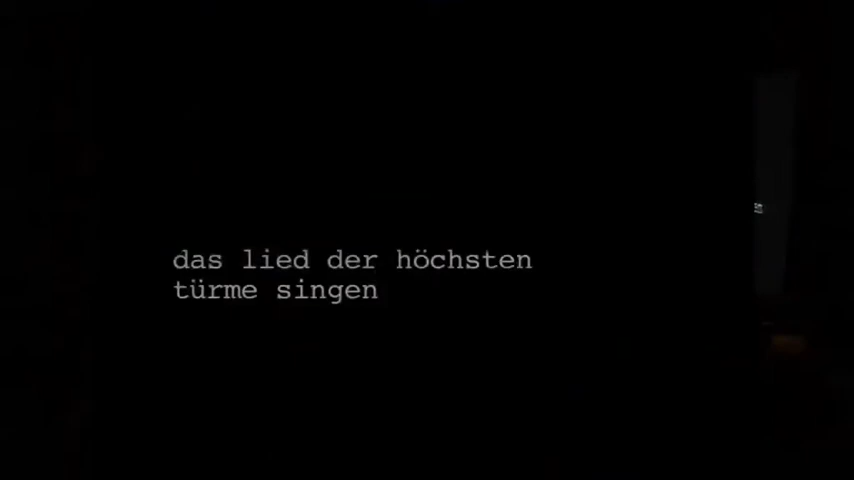 das lied der höchsten
türme singen